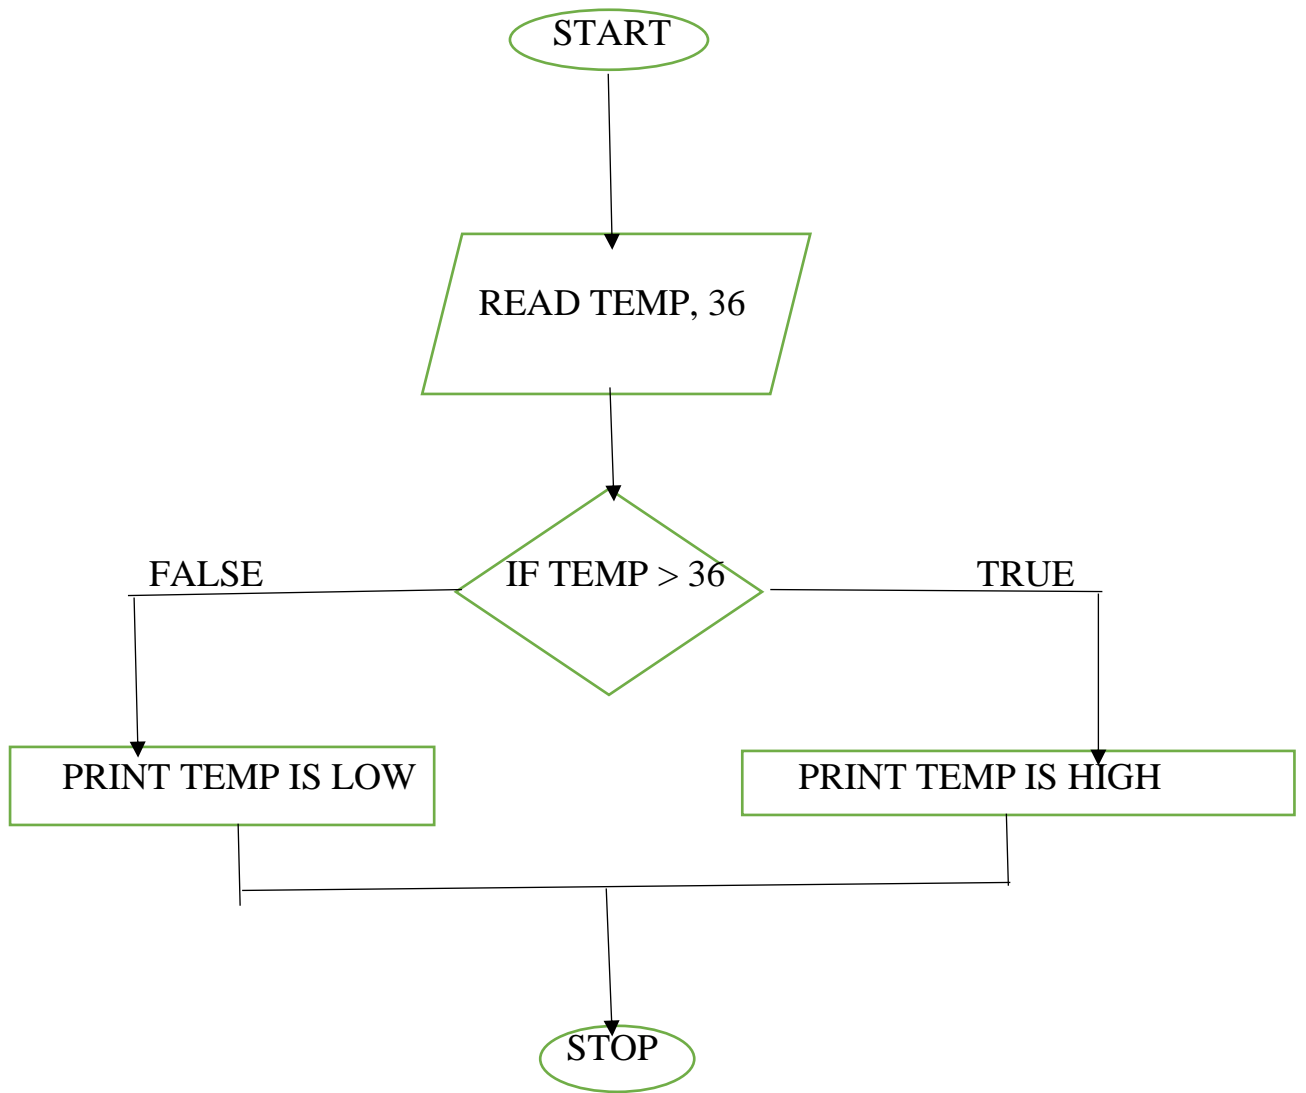 START
READ TEMP, 36
IF TEMP > 36
FALSE
TRUE
PRINT TEMP IS LOW
PRINT TEMP IS HIGH
STOP